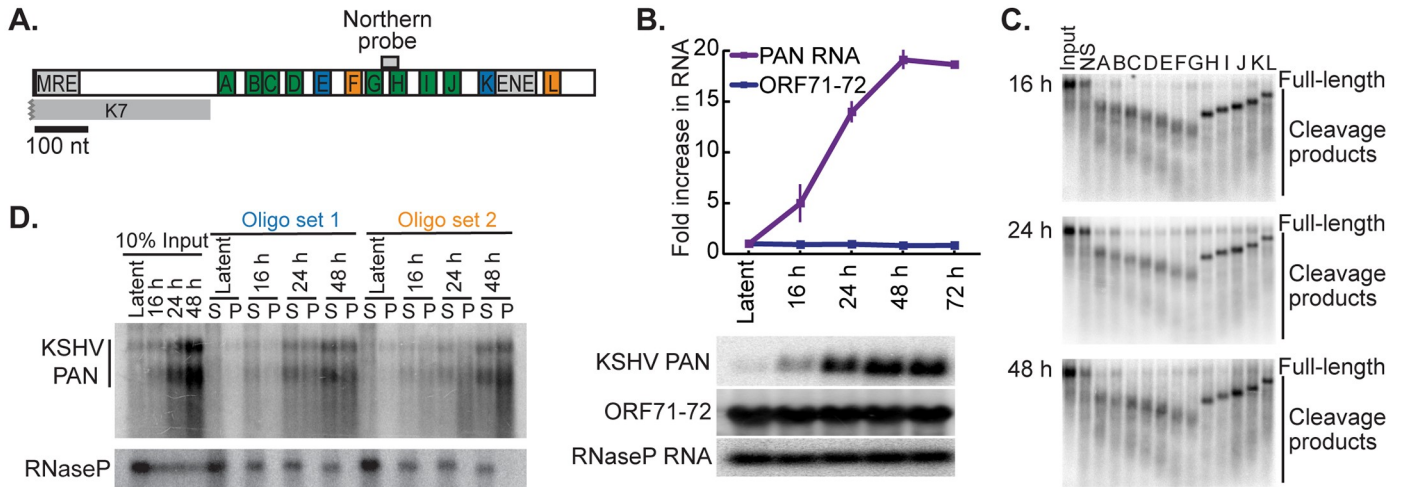 A.
Northern
probe
MRE A B C D E F G H I J K ENE L
K7
100 nt
B.
Fold increase in RNA
20
15
10
5
0
PAN RNA
ORF71-72
Latent 16 h 24 h 48 h 72 h
KSHV PAN
ORF71-72
RNaseP RNA
C.
Input NS A B C D E F G H I J K L
16 h Full-length
Cleavage
products
24 h Full-length
Cleavage
products
48 h Full-length
Cleavage
products
D.
Oligo set 1 Oligo set 2
10% Input
Latent 16 h 24 h 48 h Latent 16 h 24 h 48 h Latent 16 h 24 h 48 h
S P S P S P S P S P S P S P S P
KSHV
PAN
RNaseP